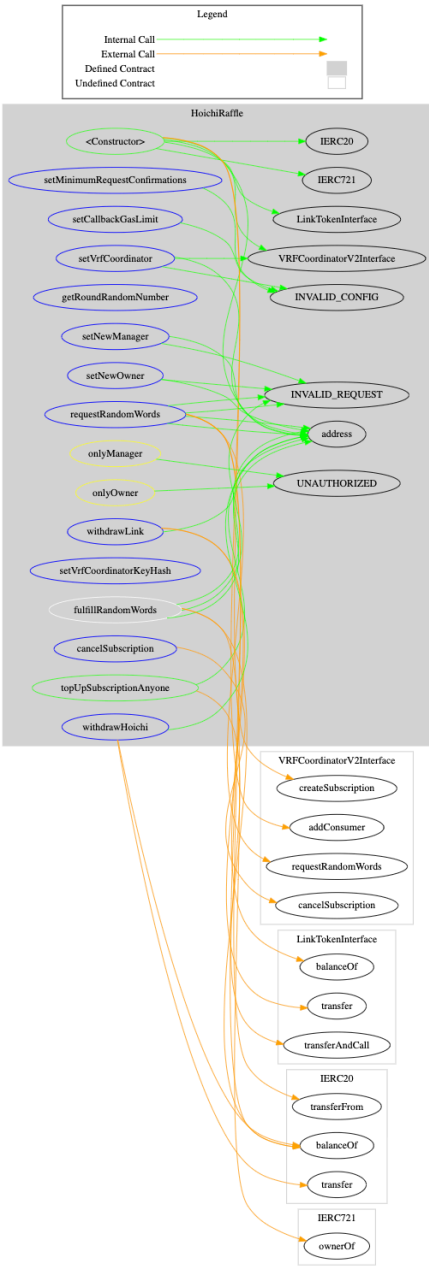 Legend
Internal Call
External Call
Defined Contract
Undefined Contract
HoichiRaffle
<Constructor>
IERC20
setMinimumRequestConfirmations
IERC721
setCallbackGasLimit
LinkTokenInterface
setVrfCoordinator
VRFCoordinatorV2Interface
getRoundRandomNumber
INVALID_CONFIG
setNewManager
setNewOwner
INVALID_REQUEST
requestRandomWords
address
onlyManager
UNAUTHORIZED
onlyOwner
withdrawLink
setVrfCoordinatorKeyHash
fulfillRandomWords
cancelSubscription
topUpSubscriptionAnyone
withdrawHoichi
VRFCoordinatorV2Interface
createSubscription
addConsumer
requestRandomWords
cancelSubscription
LinkTokenInterface
balanceOf
transfer
transferAndCall
IERC20
transferFrom
balanceOf
transfer
IERC721
ownerOf